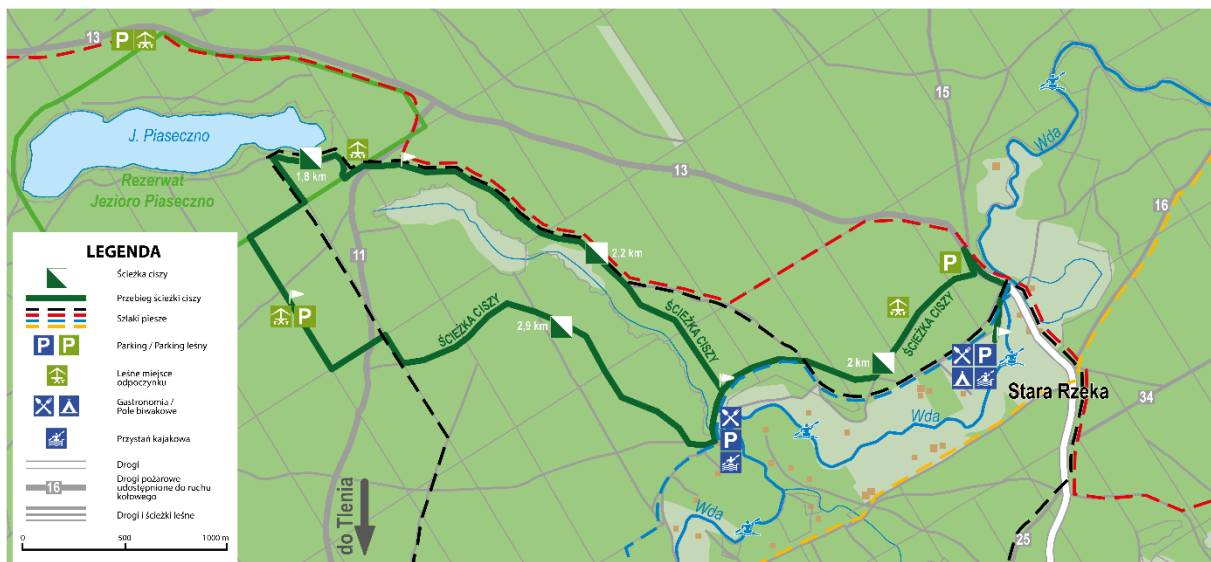 13
P
15
J. Piaseczno
Wda
Rezerwat
Jezioro Piaseczno
1,8 km
13
16
11
2,2 km
P
ŚCIEŻKA CISZY
2,9 km
ŚCIEŻKA CISZY
ŚCIEŻKA CISZY
2 km
P
P
Stara Rzeka
34
Wda
P
Wda
25
do Tlenia
LEGENDA
Ścieżka ciszy
Przebieg ścieżki ciszy
Szlaki piesze
P P
Parking / Parking leśny
Leśne miejsce
odpoczynku
Gastronomia /
Pole biwakowe
Przystań kajakowa
Drogi
16
Drogi pożarowe
udostępnione do ruchu
kołowego
Drogi i ścieżki leśne
0 500 1000 m